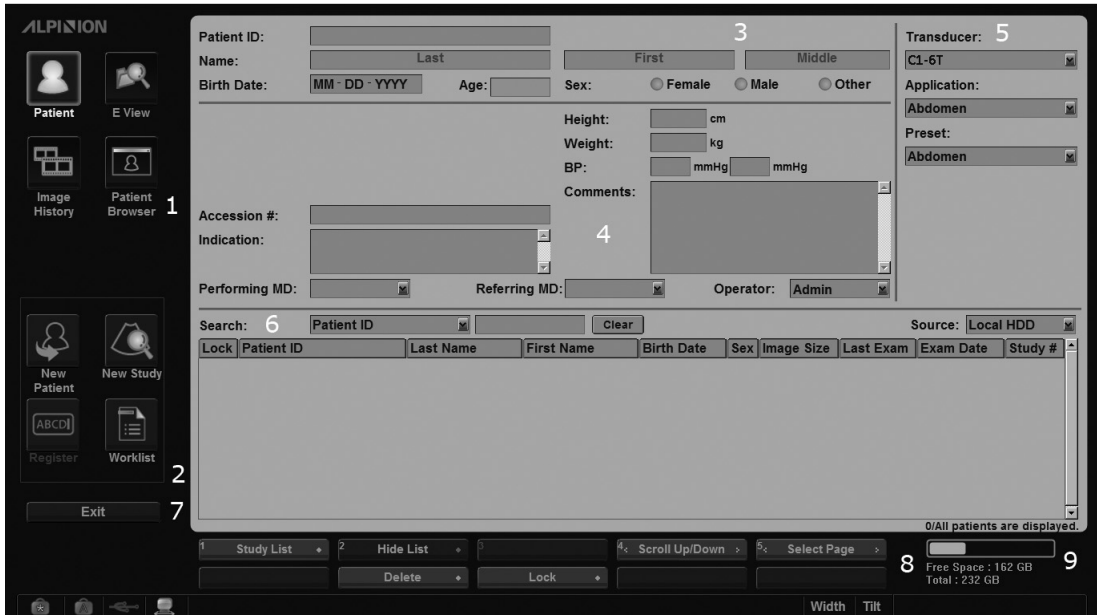 ALPINION
Patient
E View
Image History
Patient Browser
1
New Patient
New Study
ABCD
Register
Worklist
2
Exit
7
Patient ID:
3
Name: Last First Middle
Birth Date: MM - DD - YYYY Age: Sex: Female Male Other
Height: cm
Weight: kg
BP: mmHg mmHg
Comments:
Accession #:
Indication:
4
Performing MD: Referring MD: Operator: Admin
Transducer: 5
C1-6T
Application:
Abdomen
Preset:
Abdomen
Search: 6 Patient ID Clear Source: Local HDD
Lock Patient ID Last Name First Name Birth Date Sex Image Size Last Exam Exam Date Study #
0/All patients are displayed.
1 Study List 2 Hide List 3 4 Scroll Up/Down 5 Select Page
Delete Lock
8
9
Free Space : 162 GB
Total : 232 GB
Width Tilt